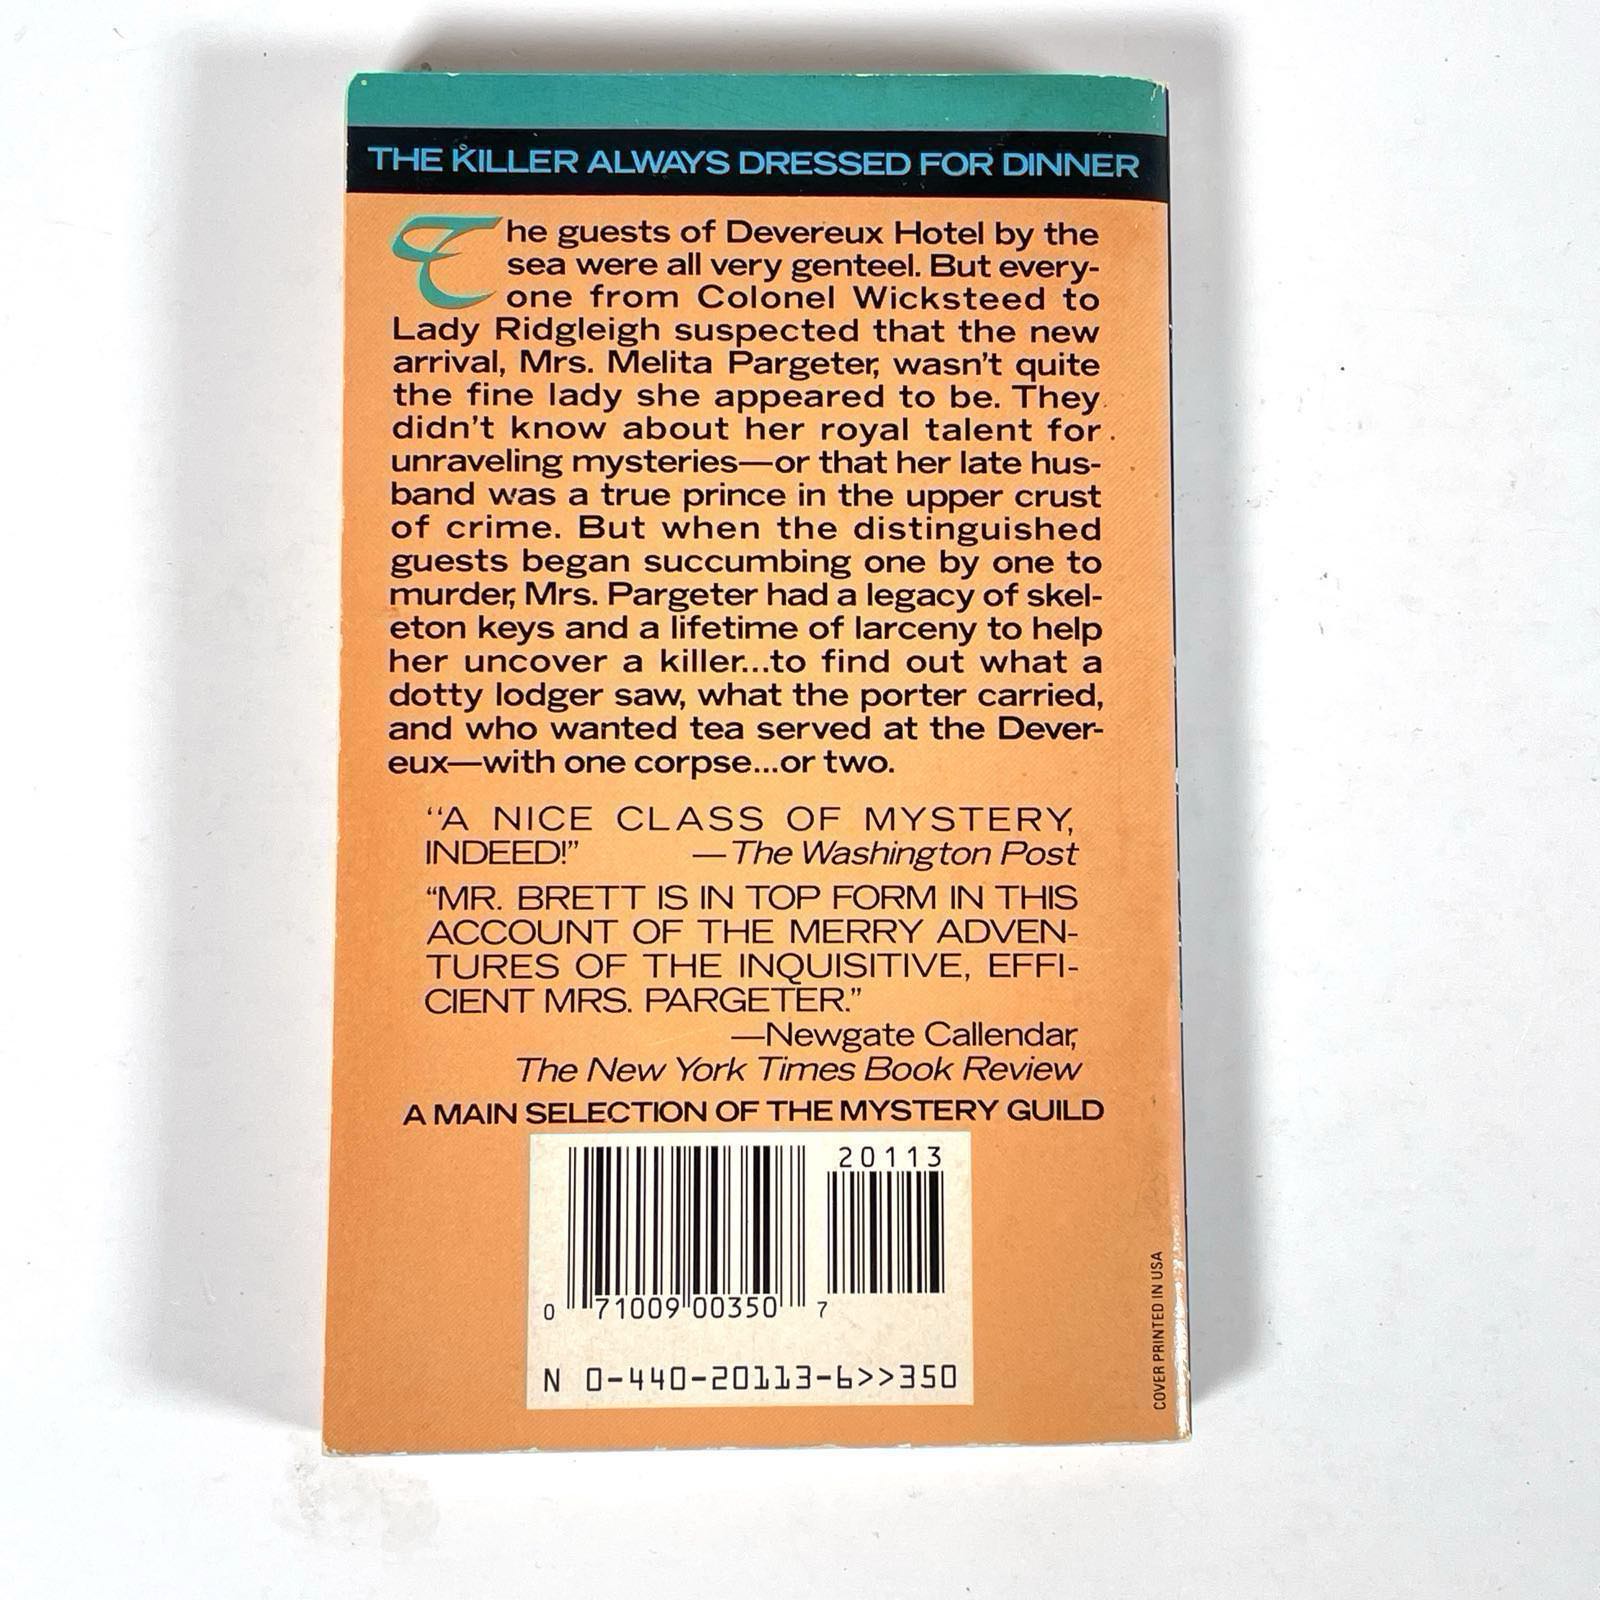 THE KILLER ALWAYS DRESSED FOR DINNER
The guests of Devereux Hotel by the
sea were all very genteel. But every-
one from Colonel Wicksteed to
Lady Ridgleigh suspected that the new
arrival, Mrs. Melita Pargeter, wasn't quite
the fine lady she appeared to be. They
didn't know about her royal talent for
unraveling mysteries—or that her late hus-
band was a true prince in the upper crust
of crime. But when the distinguished
guests began succumbing one by one to
murder, Mrs. Pargeter had a legacy of skel-
eton keys and a lifetime of larceny to help
her uncover a killer...to find out what a
dotty lodger saw, what the porter carried,
and who wanted tea served at the Dever-
eux—with one corpse...or two.
"A NICE CLASS OF MYSTERY,
INDEED!" —The Washington Post
"MR. BRETT IS IN TOP FORM IN THIS
ACCOUNT OF THE MERRY ADVEN-
TURES OF THE INQUISITIVE, EFFI-
CIENT MRS. PARGETER."
—Newgate Callendar,
The New York Times Book Review
A MAIN SELECTION OF THE MYSTERY GUILD
20113
0 71009 00350 7
N 0-440-20113-6>>350
COVER PRINTED IN USA